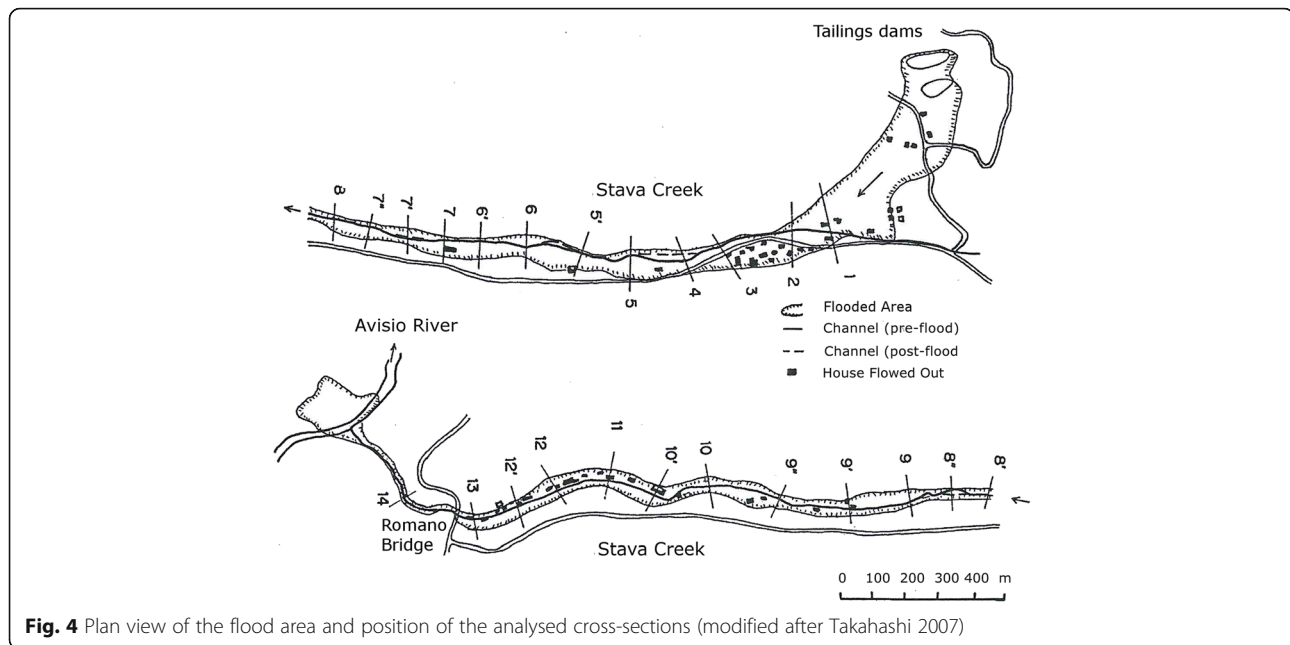 Tailings dams
Stava Creek
8
7"
7'
7
6'
6
5'
5
4
3
2
1
Flooded Area
Channel (pre-flood)
Channel (post-flood
House Flowed Out
Avisio River
14
13
12'
12
11
10'
10
9"
9'
9
8"
8'
Romano
Bridge
Stava Creek
0 100 200 300 400 m
Fig. 4 Plan view of the flood area and position of the analysed cross-sections (modified after Takahashi 2007)